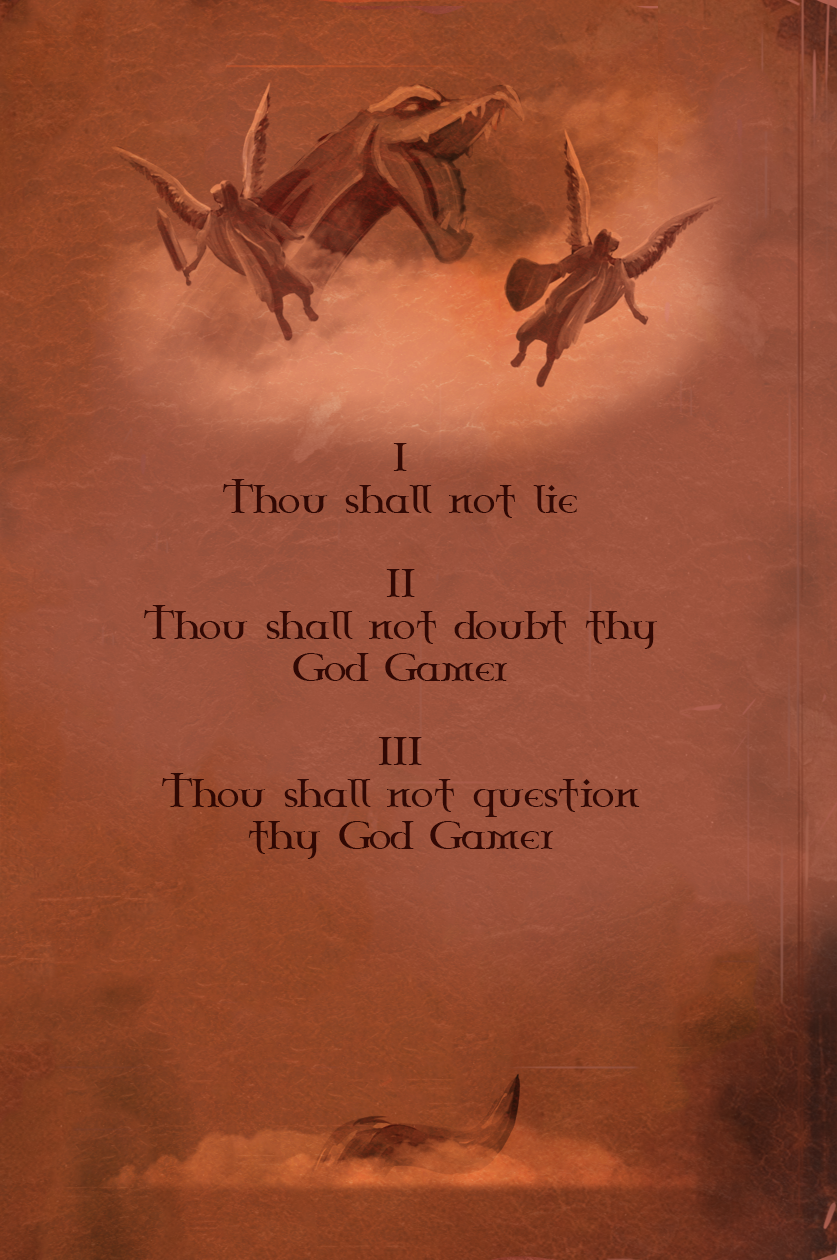 I
Thou shall not lie
II
Thou shall not doubt thy
God Gamer
III
Thou shall not question
thy God Gamer